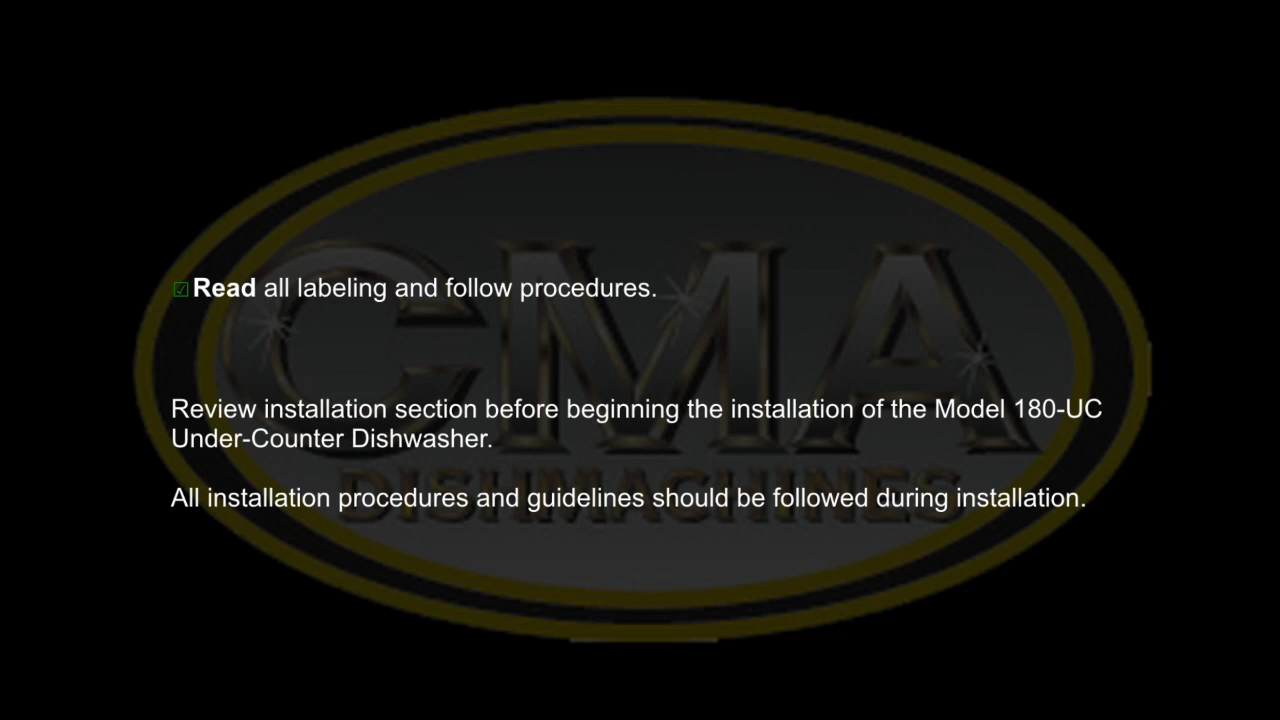 CMA
DISHMACHINES
☑ Read all labeling and follow procedures.
Review installation section before beginning the installation of the Model 180-UC
Under-Counter Dishwasher.
All installation procedures and guidelines should be followed during installation.